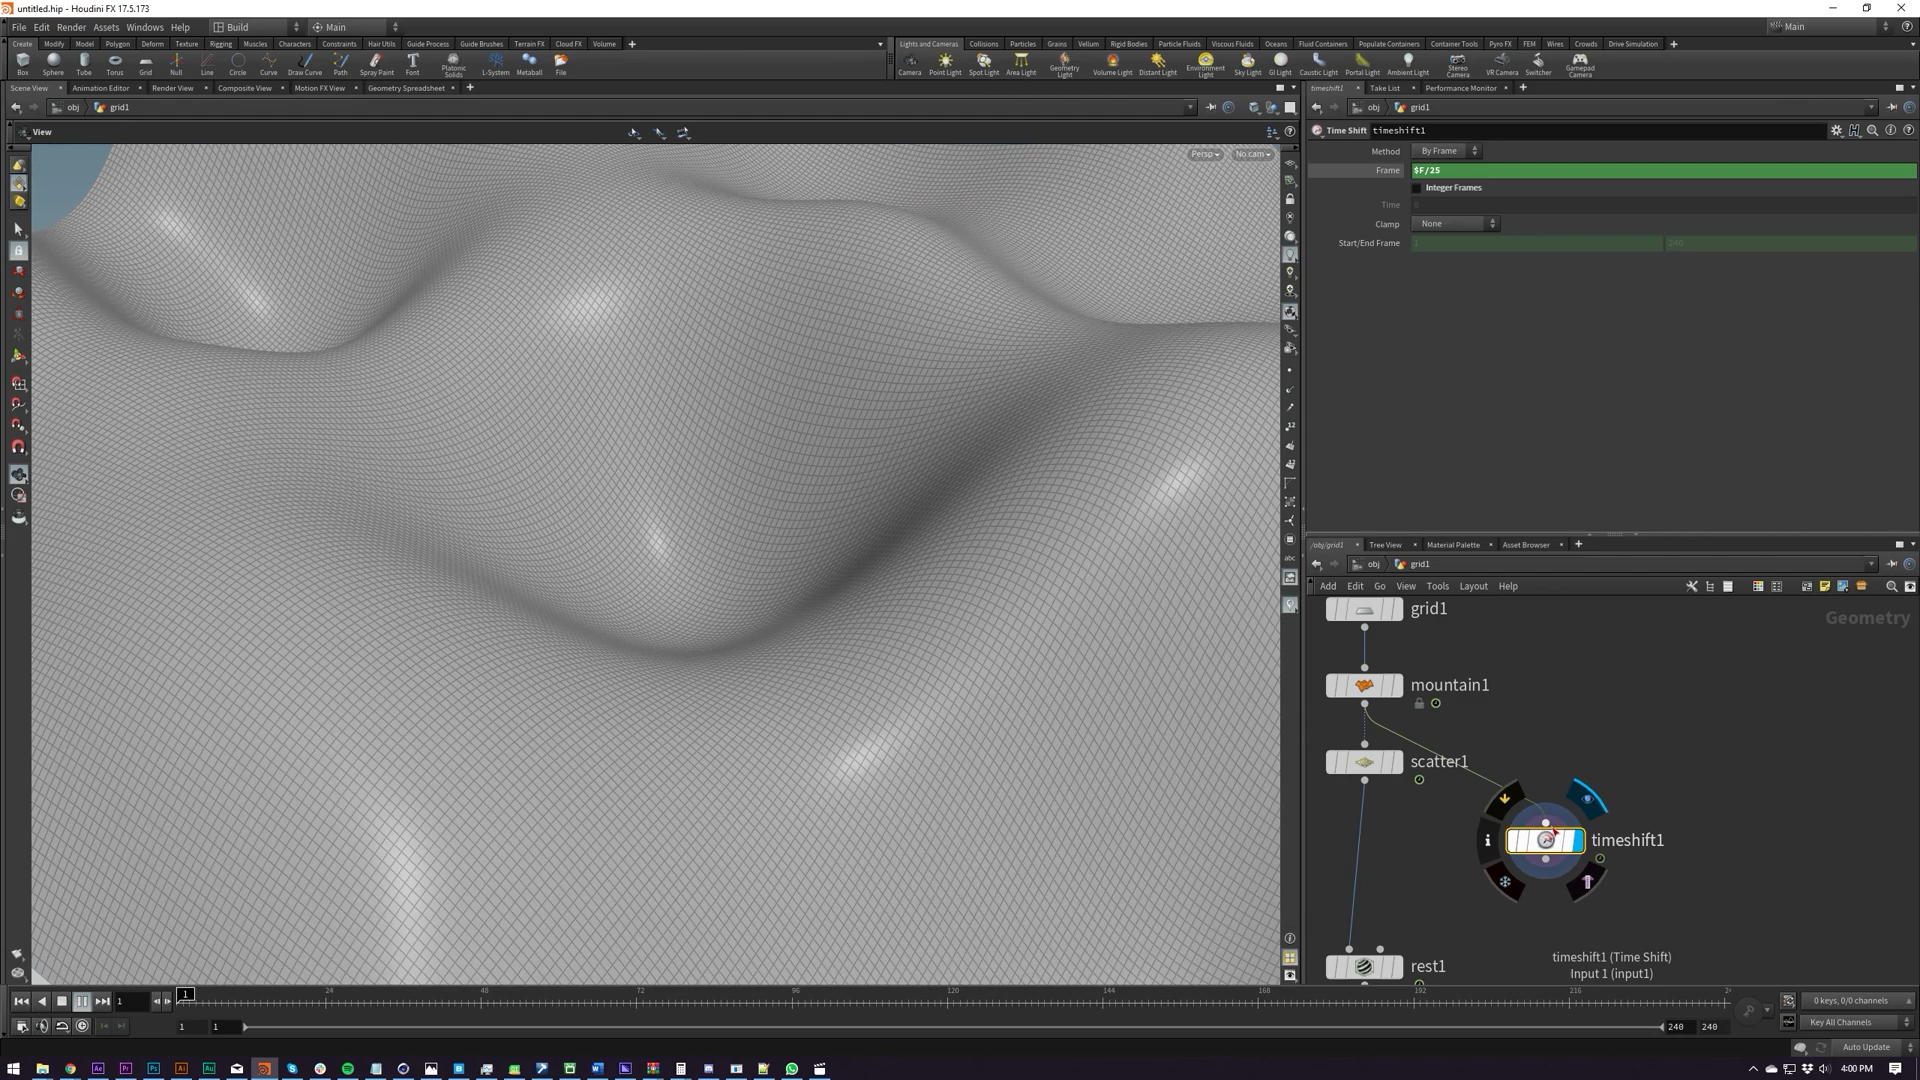 untitled.hip - Houdini FX 17.5.173
File Edit Render Assets Windows Help Build Main Main
Create Modify Model Polygon Deform Texture Rigging Muscles Characters Constraints Hair Utils Guide Process Guide Brushes Terrain FX Cloud FX Volume
Lights and Cameras Collisions Particles Grains Vellum Rigid Bodies Particle Fluids Viscous Fluids Oceans Fluid Containers Populate Containers Container Tools Pyro FX FEM Wires Crowds Drive Simulation
Box Sphere Tube Torus Grid Null Line Circle Curve Draw Curve Path Spray Paint Font Platonic Solids L-System Metaball File
Camera Point Light Spot Light Area Light Geometry Light Volume Light Distant Light Environment Light Sky Light GI Light Caustic Light Portal Light Ambient Light Stereo Camera VR Camera Switcher Gamepad Camera
Scene View Animation Editor Render View Composite View Motion FX View Geometry Spreadsheet
timeshift1 Take List Performance Monitor
obj grid1
obj grid1
View
Persp No cam
Time Shift timeshift1
Method By Frame
Frame $F/25
Integer Frames
Time
Clamp None
Start/End Frame 1 240
/obj/grid1 Tree View Material Palette Asset Browser
obj grid1
Add Edit Go View Tools Layout Help
Geometry
grid1
mountain1
scatter1
timeshift1
rest1
timeshift1 (Time Shift)
Input 1 (input1)
abc
1
1
24 48 72 96 120 144 168 192 216
1 1 240 240
0 keys, 0/0 channels
Key All Channels
Auto Update
4:00 PM